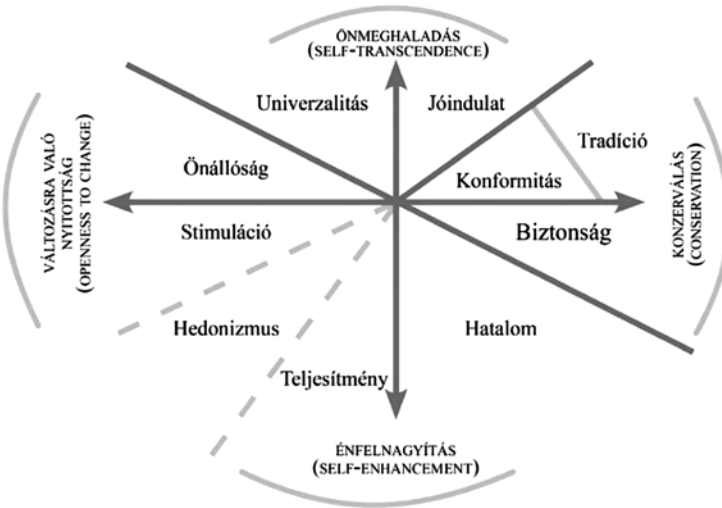 ÖNMEGHALADÁS
(SELF-TRANSCENDENCE)
Univerzalitás
Jóindulat
Tradíció
Önállóság
Konformitás
VÁLTOZÁSRA VALÓ
NYITOTTSÁG
(OPENNESS TO CHANGE)
KONZERVÁLÁS
(CONSERVATION)
Stimuláció
Biztonság
Hedonizmus
Hatalom
Teljesítmény
ÉNFELNAGYÍTÁS
(SELF-ENHANCEMENT)